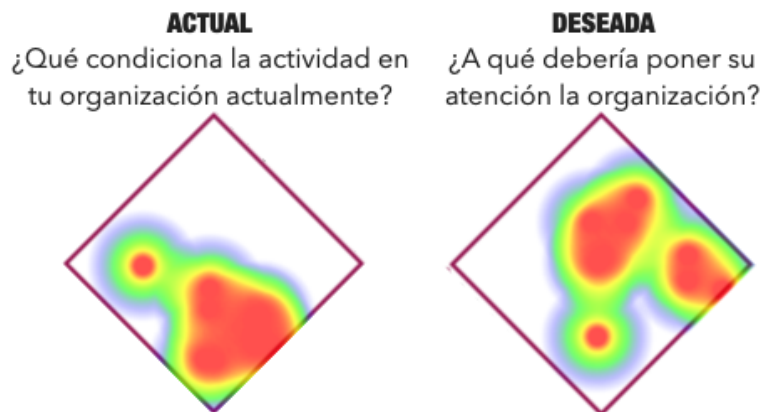 ACTUAL
¿Qué condiciona la actividad en
tu organización actualmente?
DESEADA
¿A qué debería poner su
atención la organización?